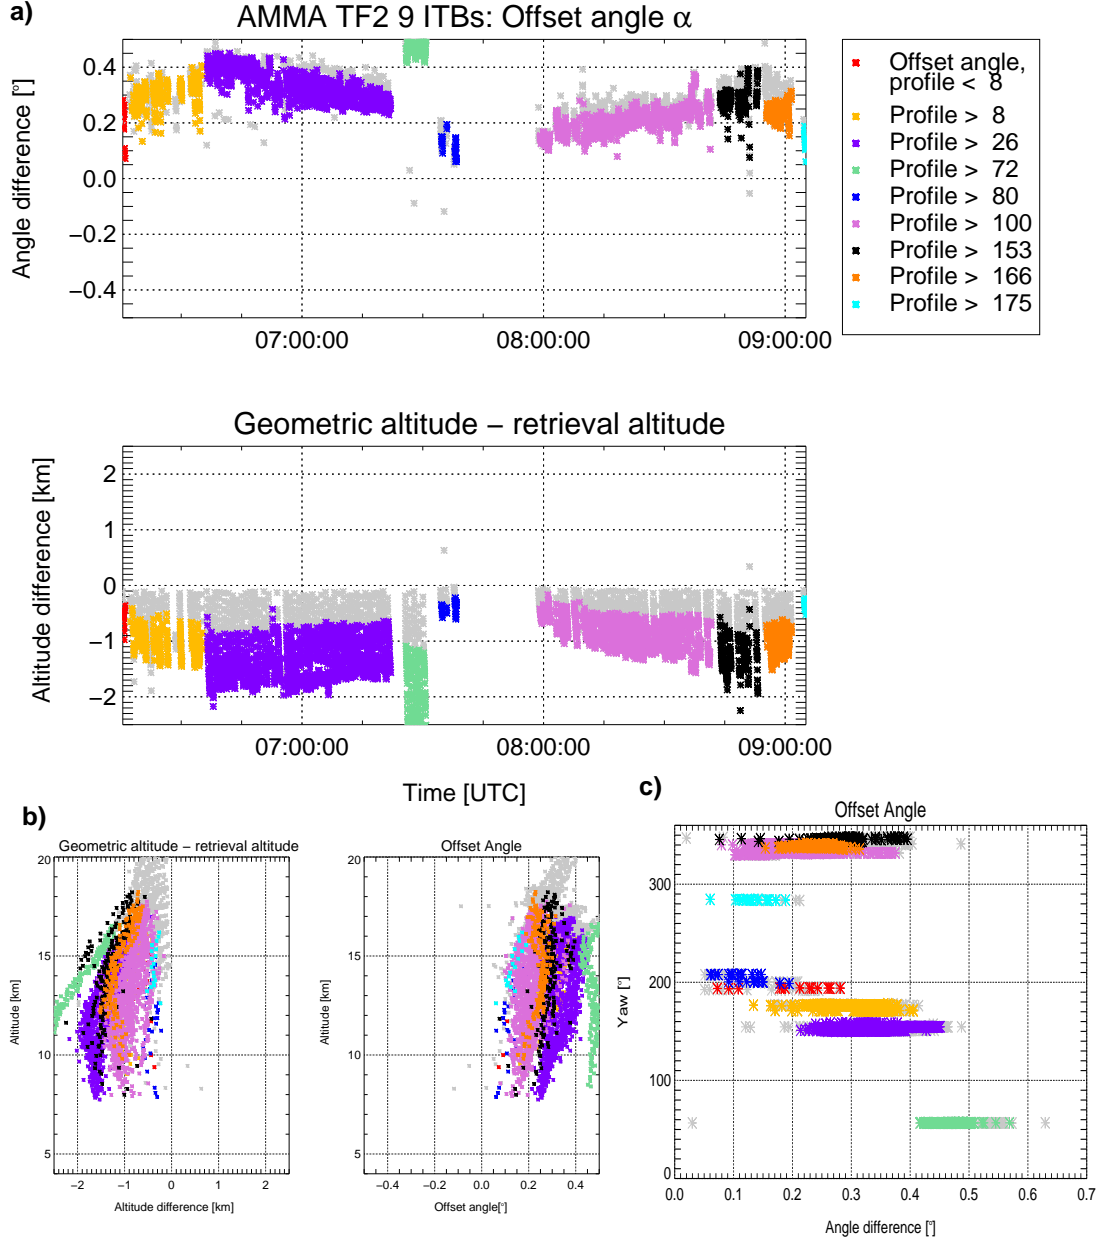 a)
AMMA TF2 9 ITBs: Offset angle α
Angle difference [°]
0.4
0.2
0.0
−0.2
−0.4
07:00:00
08:00:00
09:00:00
Offset angle,
profile < 8
Profile > 8
Profile > 26
Profile > 72
Profile > 80
Profile > 100
Profile > 153
Profile > 166
Profile > 175
Geometric altitude − retrieval altitude
Altitude difference [km]
2
1
0
−1
−2
07:00:00
08:00:00
09:00:00
Time [UTC]
b)
Geometric altitude − retrieval altitude
Altitude [km]
20
15
10
5
−2
−1
0
1
2
Altitude difference [km]
Offset Angle
Altitude [km]
20
15
10
5
−0.4
−0.2
0.0
0.2
0.4
Offset angle[°]
c)
Offset Angle
Yaw [°]
300
200
100
0
0.0
0.1
0.2
0.3
0.4
0.5
0.6
0.7
Angle difference [°]